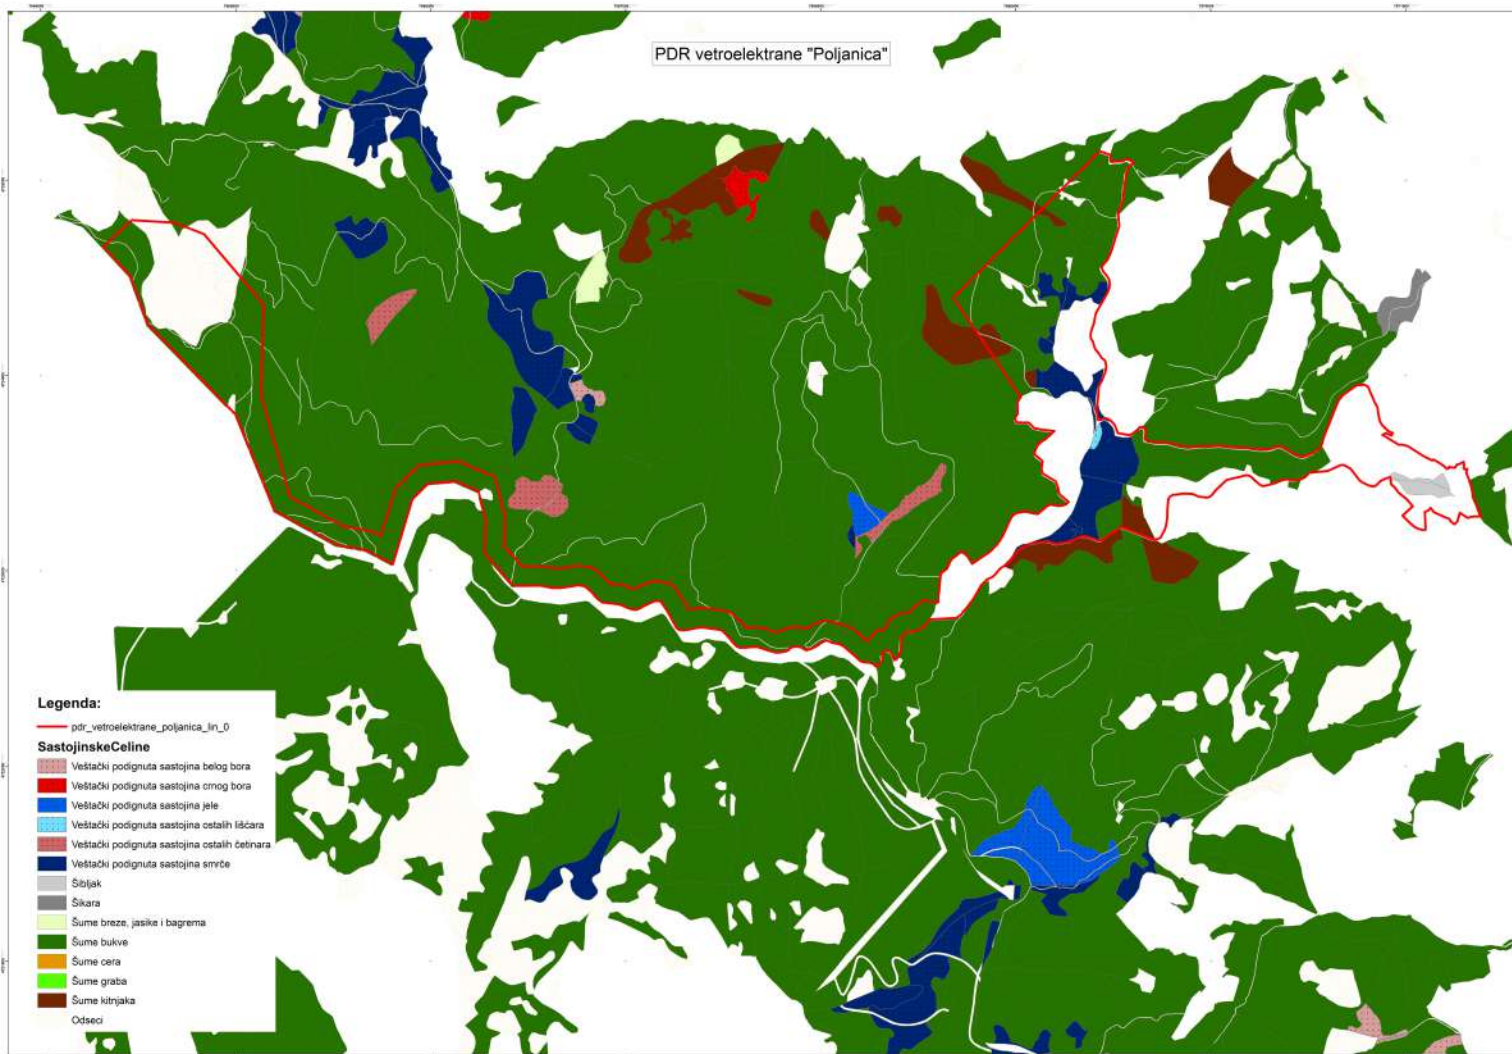 PDR vetroelektrane "Poljanica"
Legenda:
pdr_vetroelektrane_poljanica_lin_0
SastojinskeCeline
Veštački podignuta sastojina belog bora
Veštački podignuta sastojina crnog bora
Veštački podignuta sastojina jele
Veštački podignuta sastojina ostalih lišćara
Veštački podignuta sastojina ostalih četinara
Veštački podignuta sastojina smrče
Šibljak
Šikara
Šume breze, jasike i bagrema
Šume bukve
Šume cera
Šume graba
Šume kitnjaka
Odseci